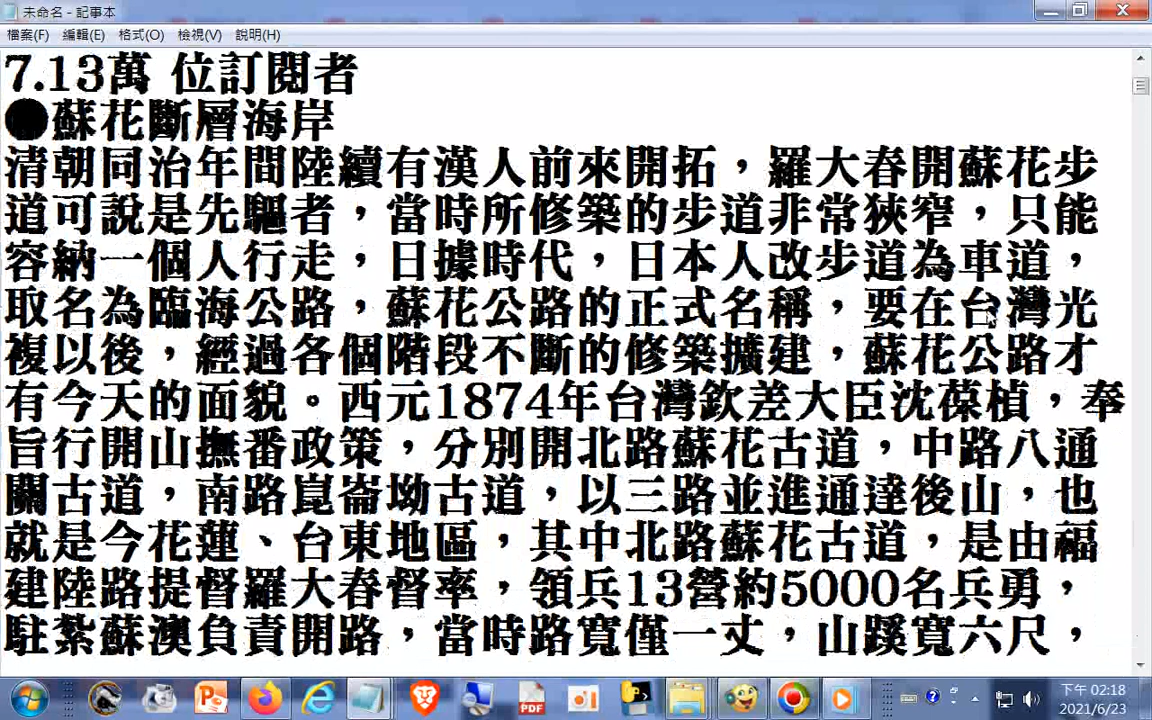 未命名 - 記事本
檔案(F) 編輯(E) 格式(O) 檢視(V) 說明(H)
7.13萬 位訂閱者
●蘇花斷層海岸
清朝同治年間陸續有漢人前來開拓，羅大春開蘇花步
道可說是先驅者，當時所修築的步道非常狹窄，只能
容納一個人行走，日據時代，日本人改步道為車道，
取名為臨海公路，蘇花公路的正式名稱，要在台灣光
複以後，經過各個階段不斷的修築擴建，蘇花公路才
有今天的面貌。西元1874年台灣欽差大臣沈葆楨，奉
旨行開山撫番政策，分別開北路蘇花古道，中路八通
關古道，南路崑崙坳古道，以三路並進通達後山，也
就是今花蓮、台東地區，其中北路蘇花古道，是由福
建陸路提督羅大春督率，領兵13營約5000名兵勇，
駐紮蘇澳負責開路，當時路寬僅一丈，山蹊寬六尺，
PDF
下午 02:18
2021/6/23